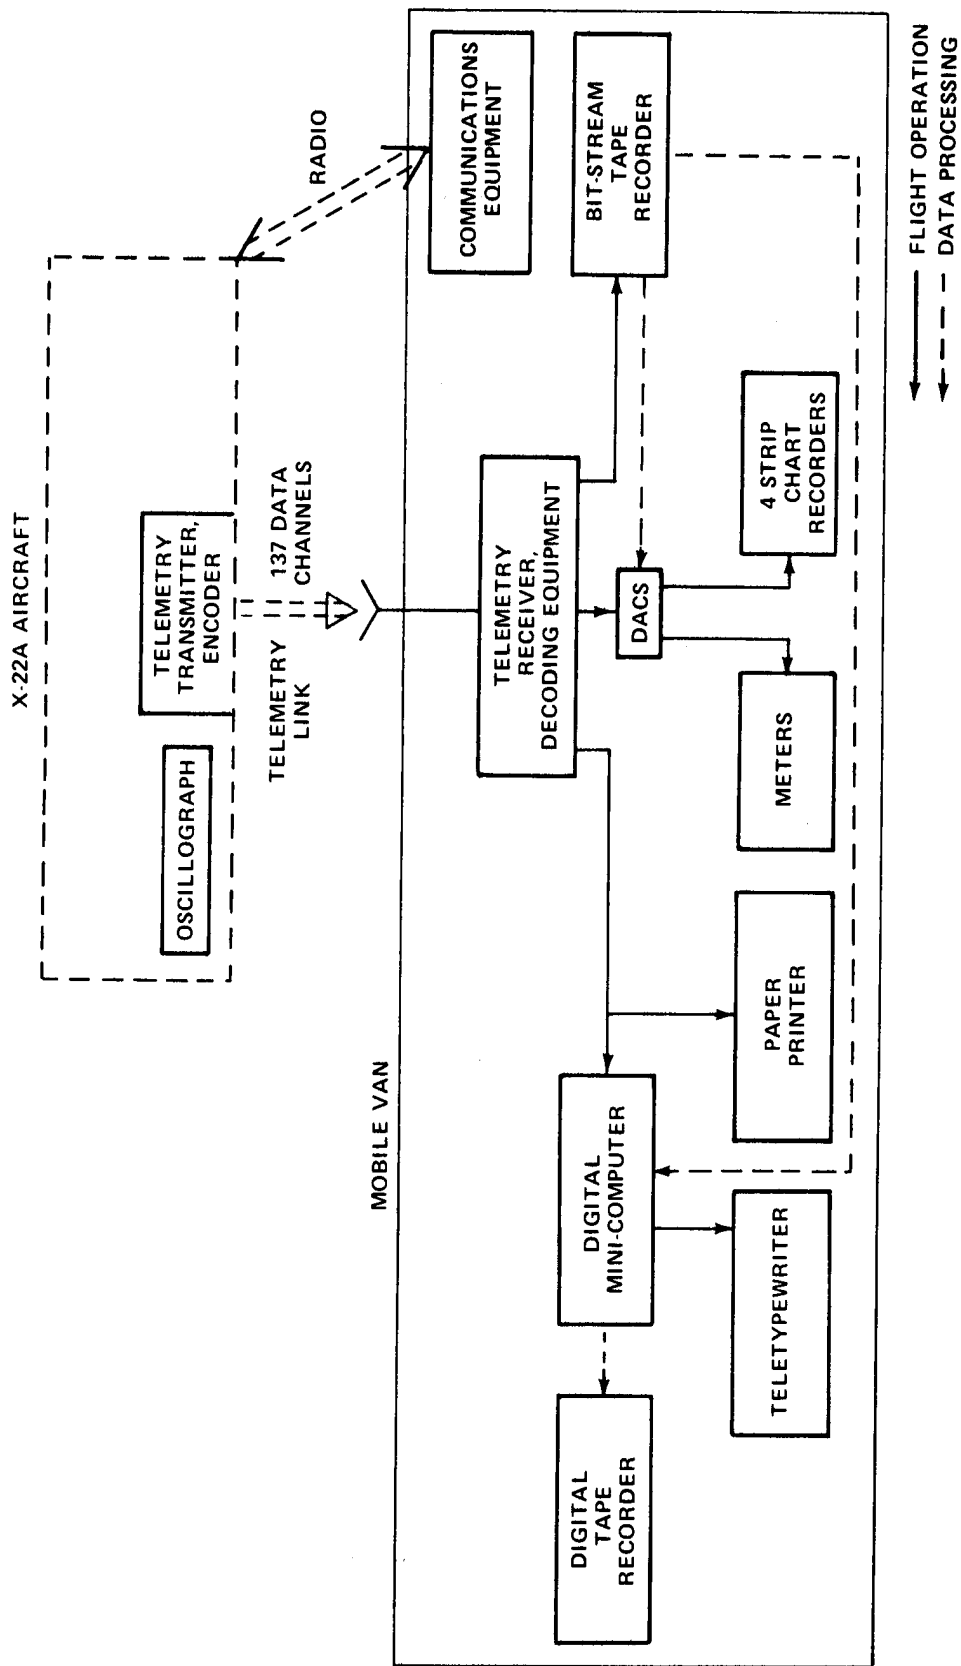 X-22A AIRCRAFT
OSCILLOGRAPH
TELEMETRY
TRANSMITTER,
ENCODER
TELEMETRY
LINK
137 DATA
CHANNELS
RADIO
MOBILE VAN
COMMUNICATIONS
EQUIPMENT
TELEMETRY
RECEIVER,
DECODING EQUIPMENT
BIT-STREAM
TAPE
RECORDER
DIGITAL
TAPE
RECORDER
DIGITAL
MINI-COMPUTER
DACS
TELETYPEWRITER
PAPER
PRINTER
METERS
4 STRIP
CHART
RECORDERS
FLIGHT OPERATION
DATA PROCESSING